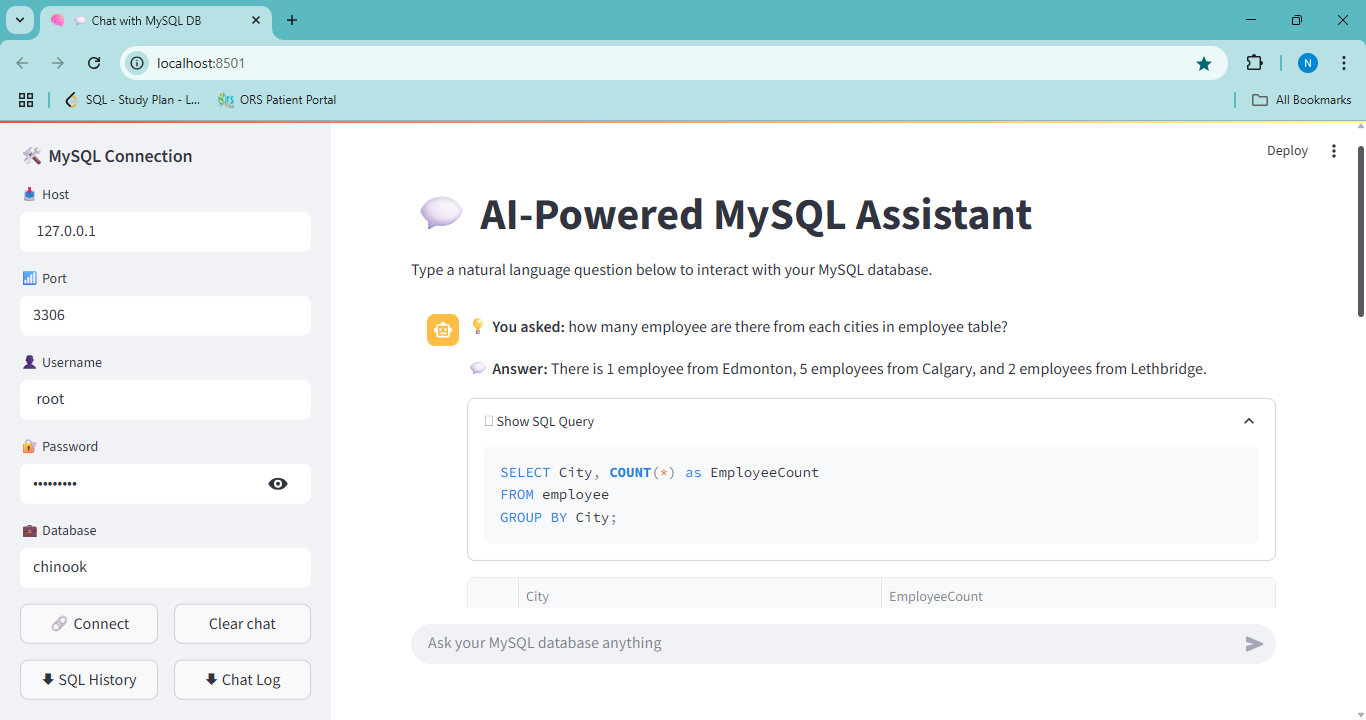 Chat with MySQL DB
localhost:8501
N
SQL - Study Plan - L...
ORS Patient Portal
All Bookmarks
MySQL Connection
Host
127.0.0.1
Port
3306
Username
root
Password
•••••••••
Database
chinook
Connect
Clear chat
SQL History
Chat Log
Deploy
AI-Powered MySQL Assistant
Type a natural language question below to interact with your MySQL database.
You asked: how many employee are there from each cities in employee table?
Answer: There is 1 employee from Edmonton, 5 employees from Calgary, and 2 employees from Lethbridge.
Show SQL Query
SELECT City, COUNT(*) as EmployeeCount
FROM employee
GROUP BY City;
City
EmployeeCount
Ask your MySQL database anything